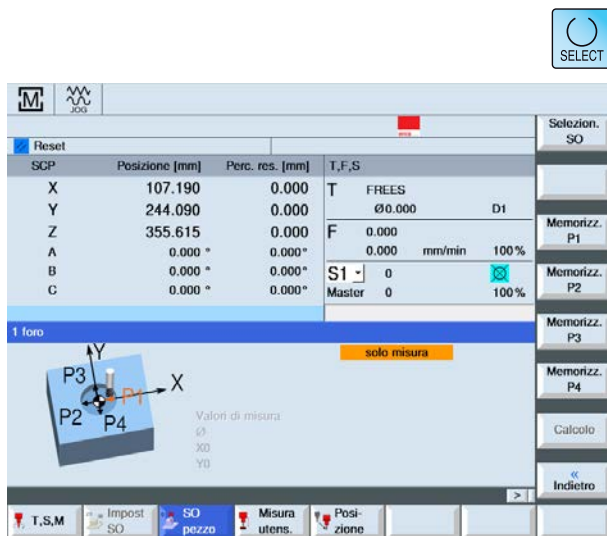 SELECT
M
JOG
Selezion.
SO
Reset
SCP Posizione [mm] Perc. res. [mm] T,F,S
X 107.190 0.000 T FREES
Y 244.090 0.000 Ø0.000 D1
Z 355.615 0.000 F 0.000
A 0.000 ° 0.000° 0.000 mm/min 100%
B 0.000 ° 0.000° S1 0
C 0.000 ° 0.000° Master 0 100%
Memorizz.
P1
Memorizz.
P2
1 foro
Memorizz.
P3
solo misura
Y
P3
X
P1
P2
P4
Valori di misura
Ø
X0
Y0
Memorizz.
P4
Calcolo
«
Indietro
>
T,S,M
Impost
SO
SO
pezzo
Misura
utens.
Posi-
zione